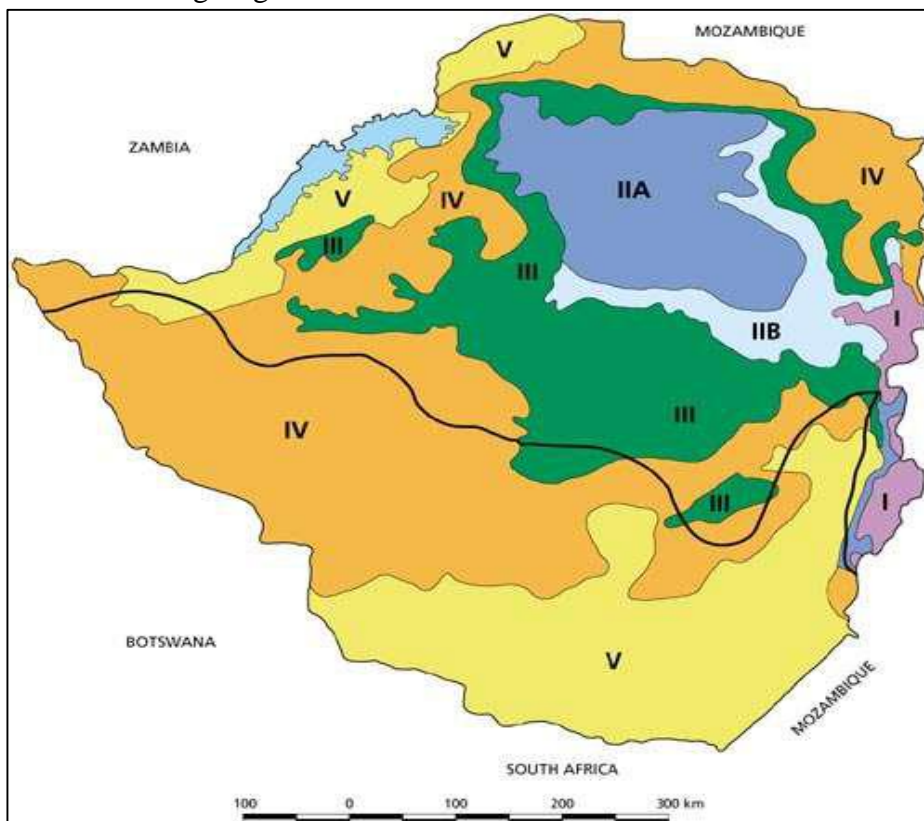 MOZAMBIQUE
V
ZAMBIA
IIA
IV
V
IV
III
III
I
IIB
III
IV
III
I
V
BOTSWANA
MOZAMBIQUE
SOUTH AFRICA
100 0 100 200 300 km